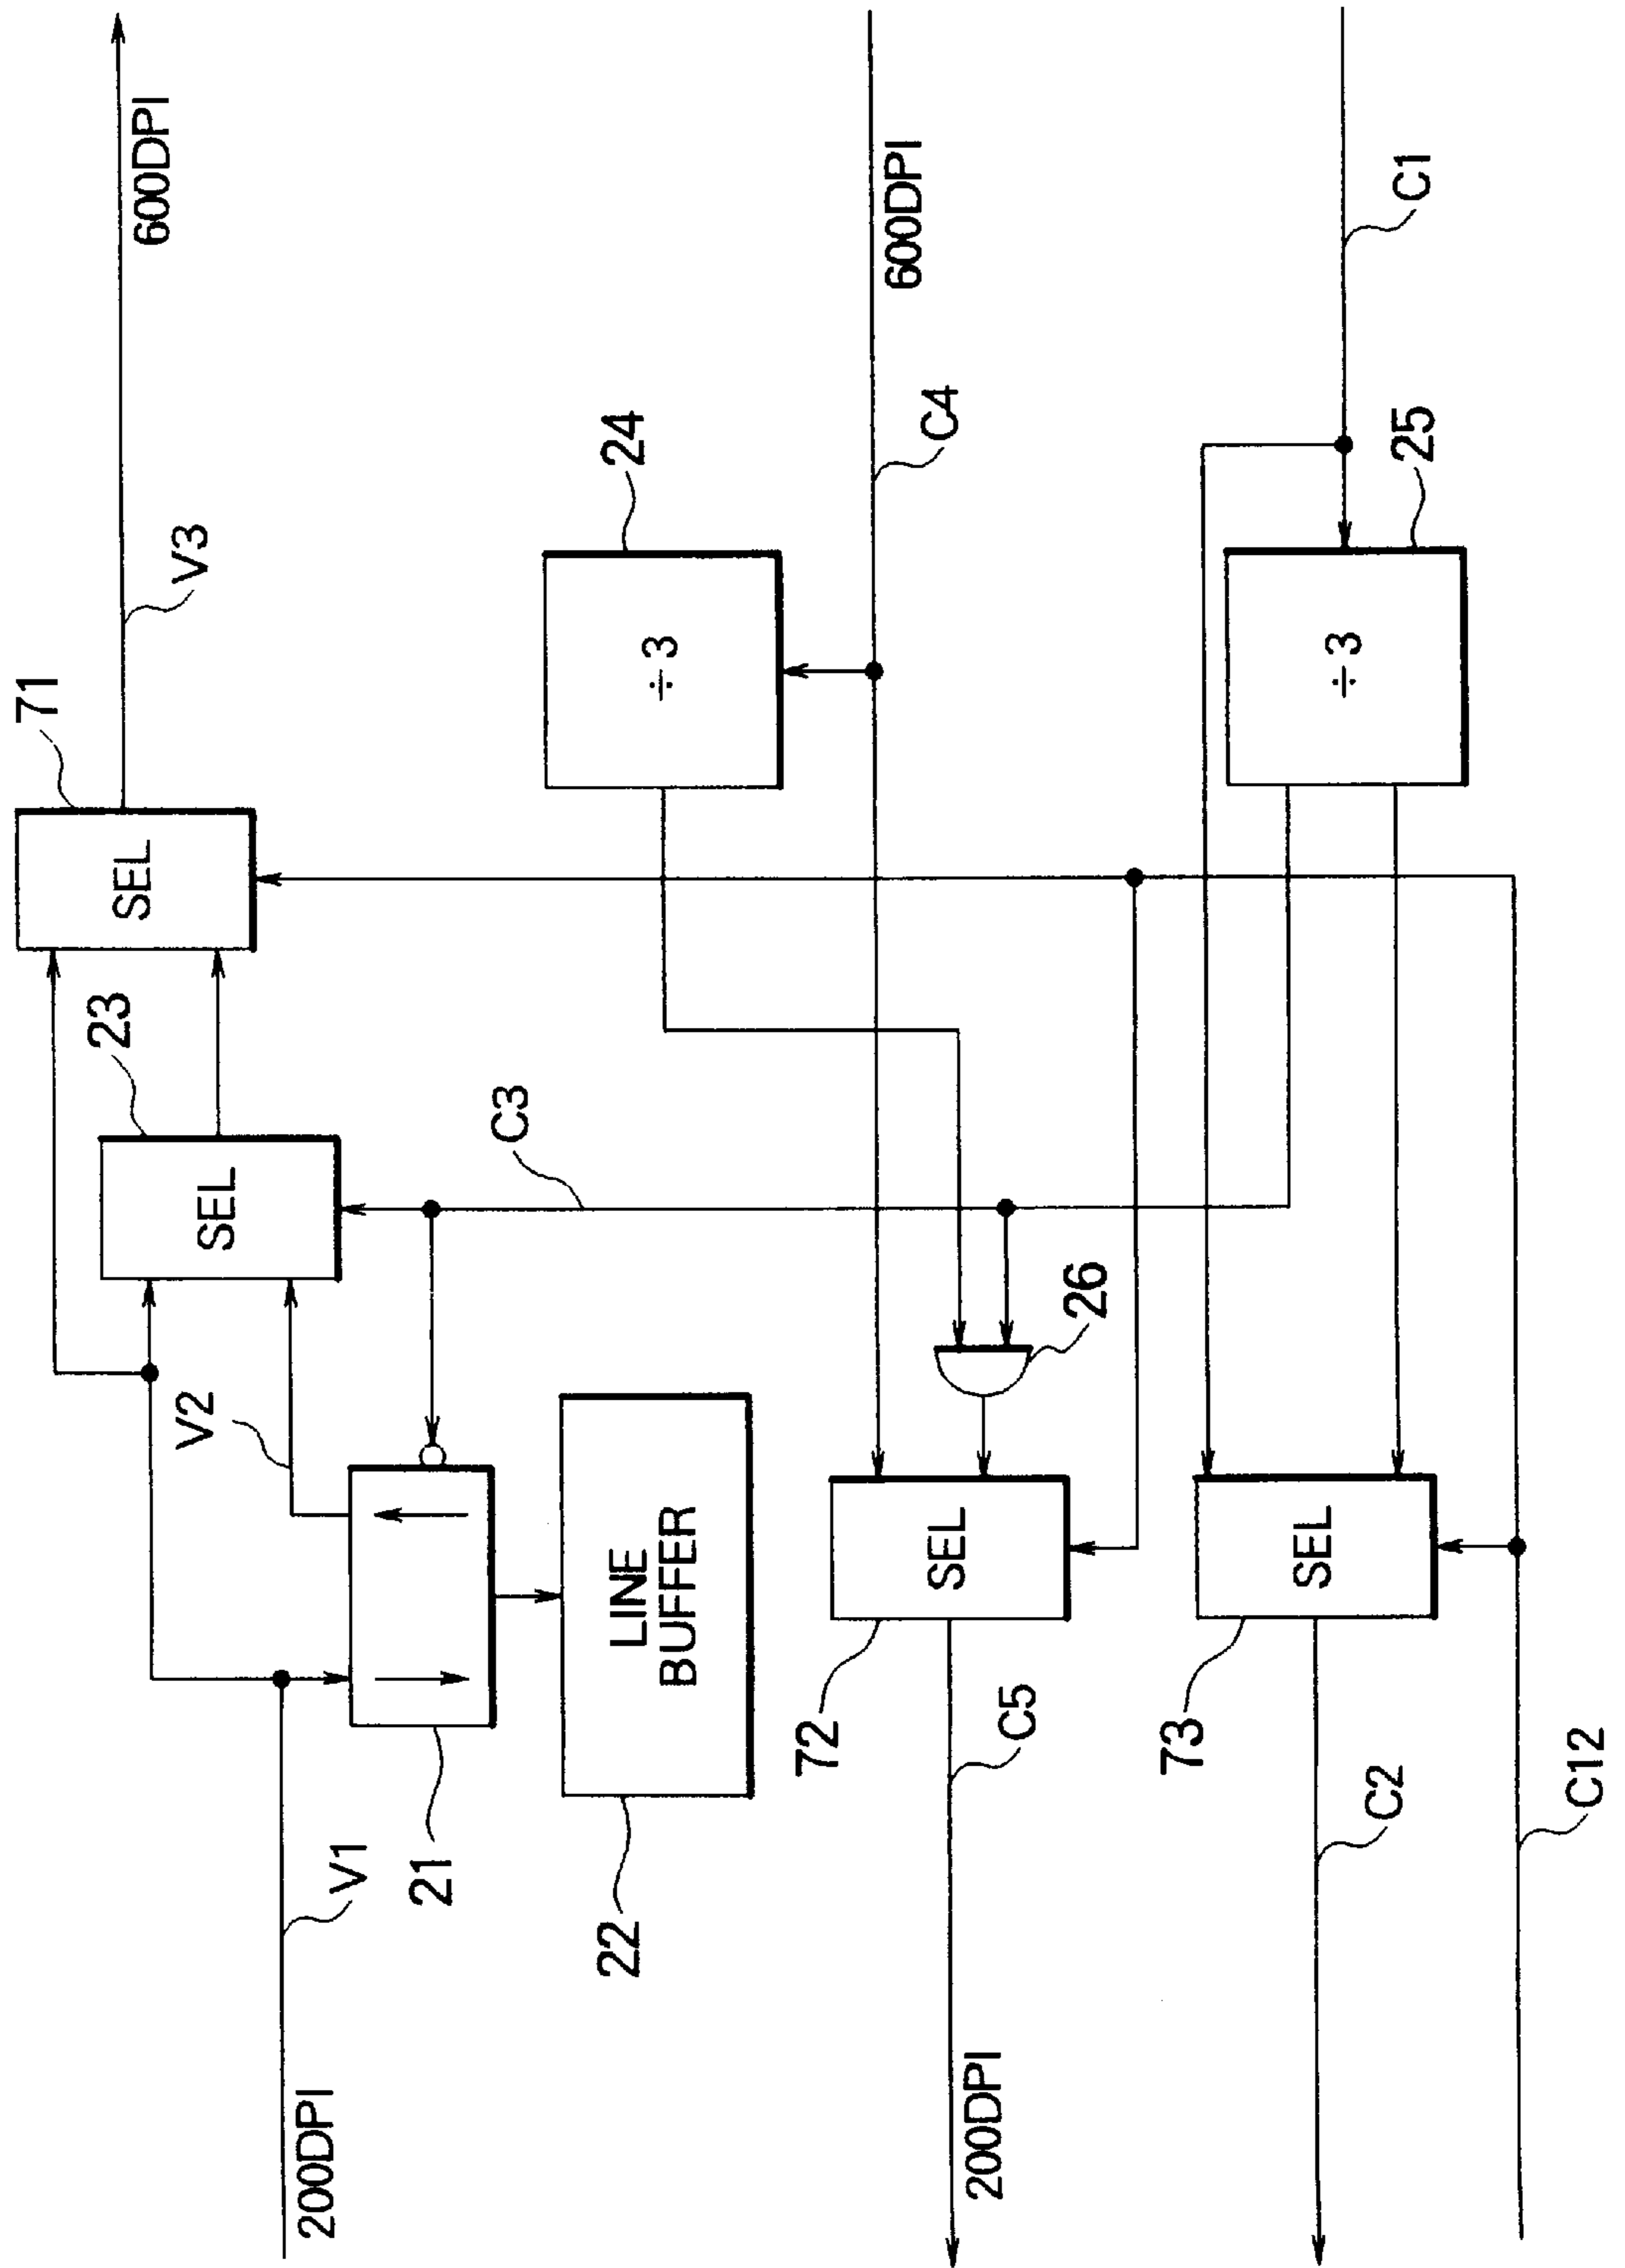 200DPI
V1
V2
SEL
23
SEL
71
V3
600DPI
21
22
LINE
BUFFER
C3
÷3
24
200DPI
C5
72
SEL
26
C4
600DPI
C2
73
SEL
÷3
25
C1
C12